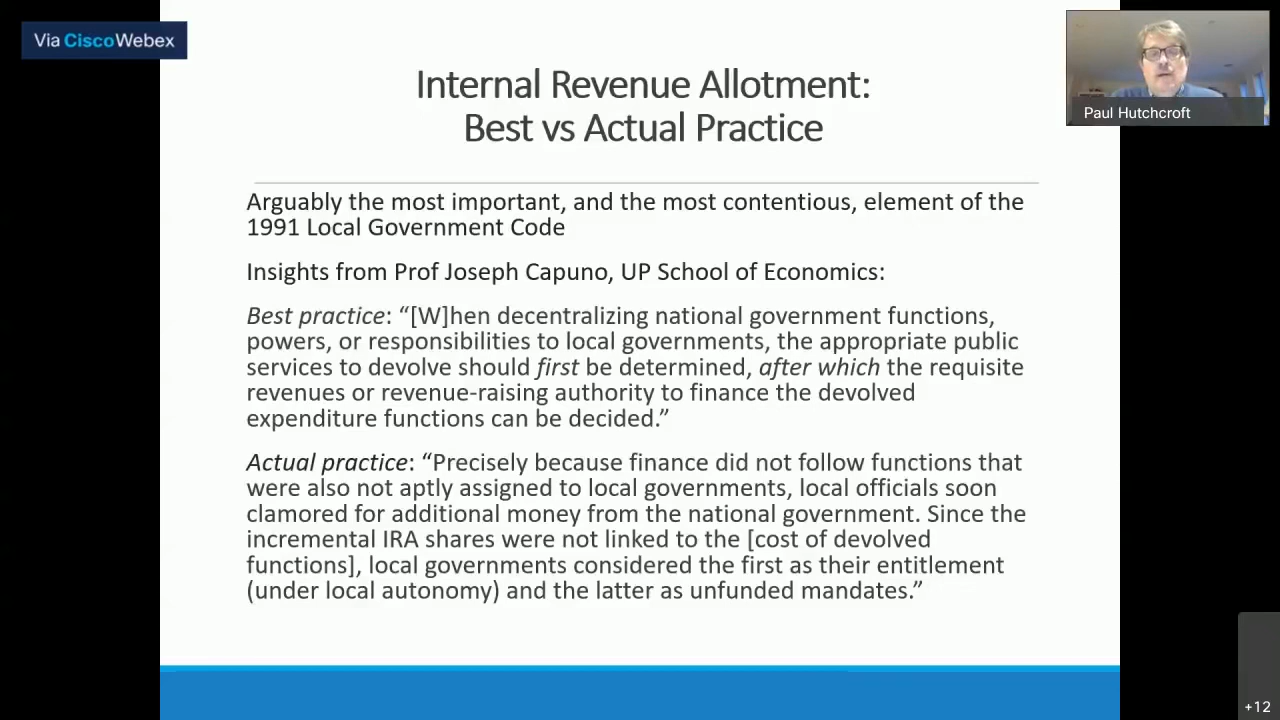 Via Cisco Webex
Paul Hutchcroft
Internal Revenue Allotment:
Best vs Actual Practice
Arguably the most important, and the most contentious, element of the
1991 Local Government Code
Insights from Prof Joseph Capuno, UP School of Economics:
Best practice: “[W]hen decentralizing national government functions,
powers, or responsibilities to local governments, the appropriate public
services to devolve should first be determined, after which the requisite
revenues or revenue-raising authority to finance the devolved
expenditure functions can be decided.”
Actual practice: “Precisely because finance did not follow functions that
were also not aptly assigned to local governments, local officials soon
clamored for additional money from the national government. Since the
incremental IRA shares were not linked to the [cost of devolved
functions], local governments considered the first as their entitlement
(under local autonomy) and the latter as unfunded mandates.”
+12